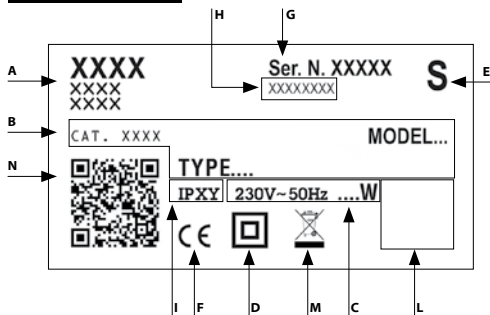 H
G
A
XXXX
XXXX
XXXX
Ser. N. XXXXX
XXXXXXXX
S
E
B
CAT. XXXX
MODEL...
N
TYPE....
IPXY
230V~50Hz ....W
CE
I
F
D
M
C
L